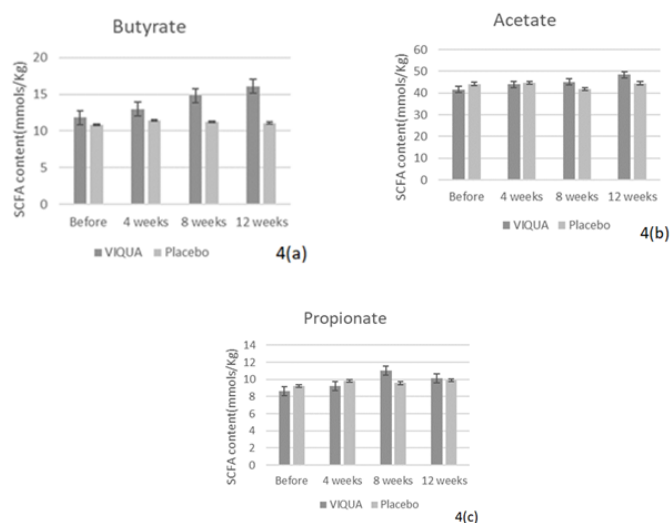 Butyrate
SCFA content(mmols/Kg)
20
15
10
5
0
Before 4 weeks 8 weeks 12 weeks
VIQUA Placebo
4(a)
Acetate
SCFA content(mmols/Kg)
60
50
40
30
20
10
0
Before 4 weeks 8 weeks 12 weeks
VIQUA Placebo
4(b)
Propionate
SCFA content(mmols/Kg)
14
12
10
8
6
4
2
0
Before 4 weeks 8 weeks 12 weeks
VIQUA Placebo
4(c)